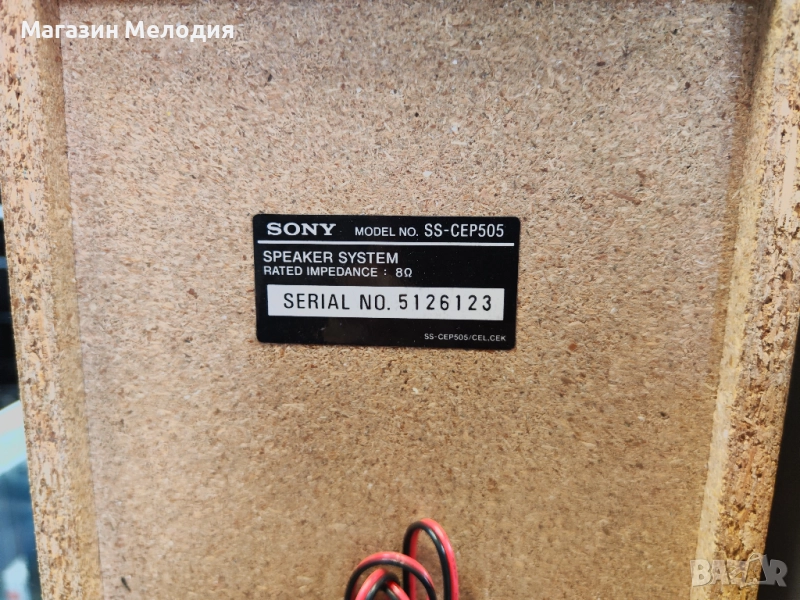 Магазин Мелодия
SONY MODEL NO. SS-CEP505
SPEAKER SYSTEM
RATED IMPEDANCE : 8Ω
SERIAL NO. 5126123
SS-CEP505/CEL,CEK
BAZAR